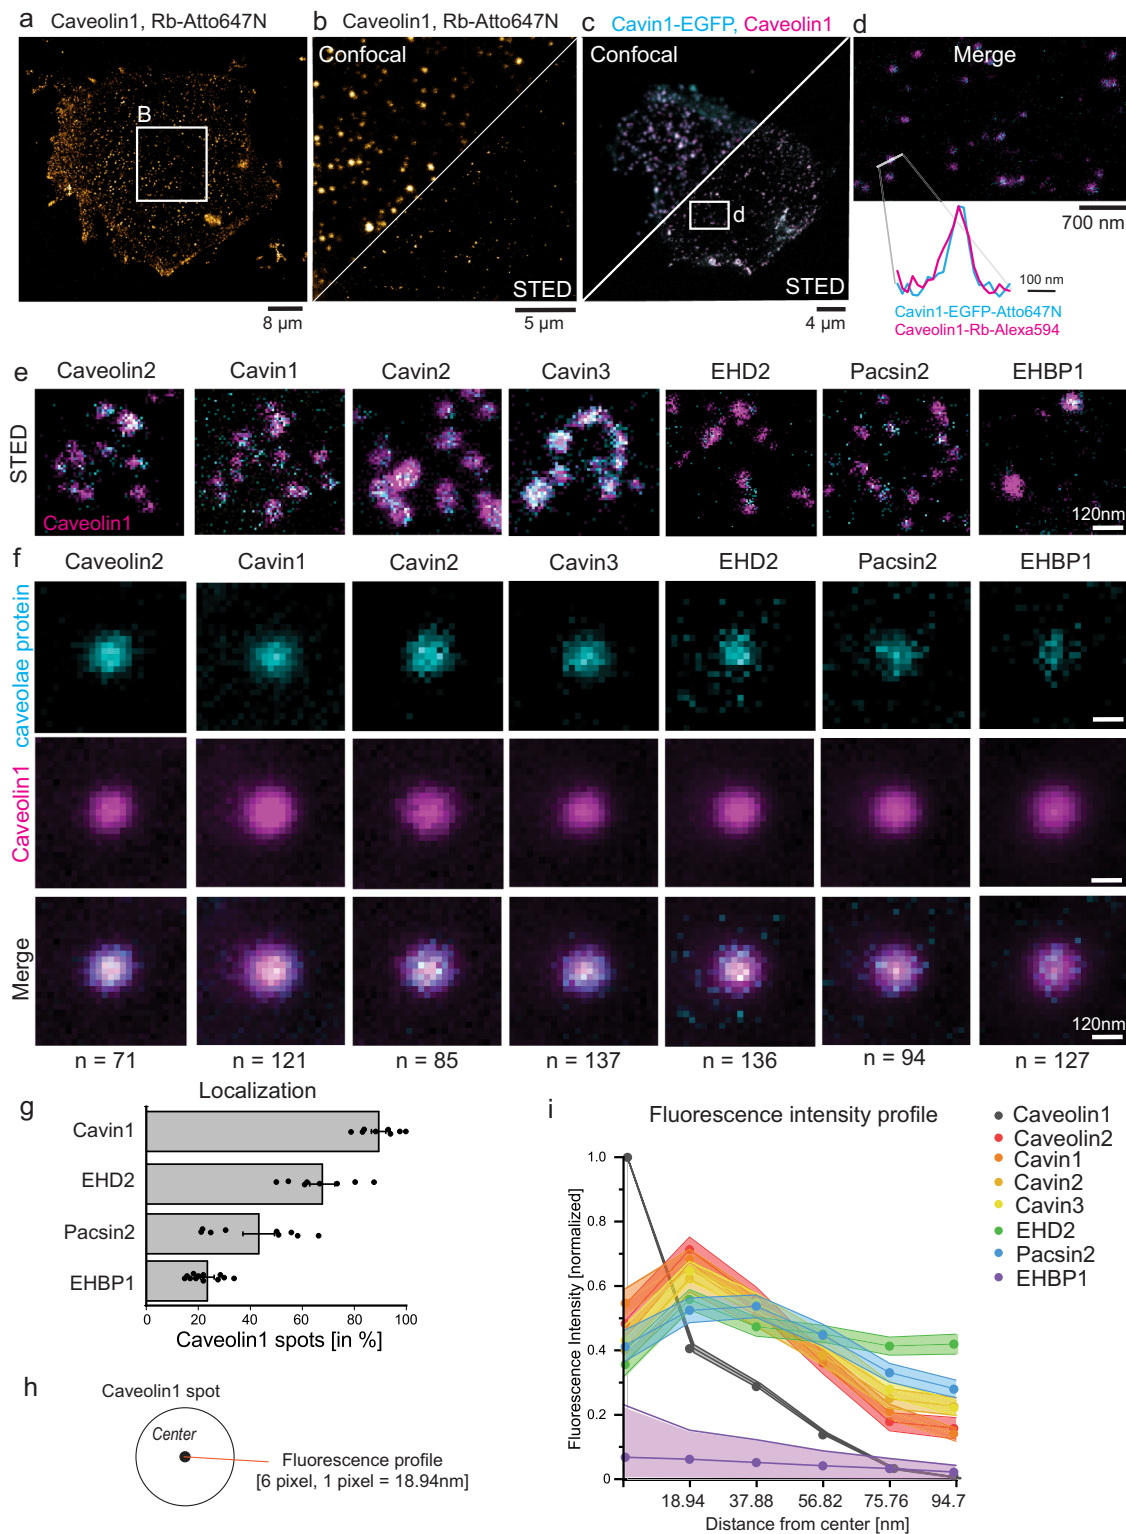 a
Caveolin1, Rb-Atto647N
B
8 µm
b
Caveolin1, Rb-Atto647N
Confocal
STED
5 µm
c
Cavin1-EGFP, Caveolin1
Confocal
d
STED
4 µm
d
Merge
700 nm
100 nm
Cavin1-EGFP-Atto647N
Caveolin1-Rb-Alexa594
e
Caveolin2 Cavin1 Cavin2 Cavin3 EHD2 Pacsin2 EHBP1
STED
Caveolin1
120nm
f
Caveolin2 Cavin1 Cavin2 Cavin3 EHD2 Pacsin2 EHBP1
caveolae protein
Caveolin1
Merge
120nm
n = 71 n = 121 n = 85 n = 137 n = 136 n = 94 n = 127
g
Localization
Cavin1
EHD2
Pacsin2
EHBP1
0 20 40 60 80 100
Caveolin1 spots [in %]
h
Caveolin1 spot
Center
Fluorescence profile
[6 pixel, 1 pixel = 18.94nm]
i
Fluorescence intensity profile
Fluorescence Intensity [normalized]
1.0
0.8
0.6
0.4
0.2
0
18.94 37.88 56.82 75.76 94.7
Distance from center [nm]
Caveolin1
Caveolin2
Cavin1
Cavin2
Cavin3
EHD2
Pacsin2
EHBP1